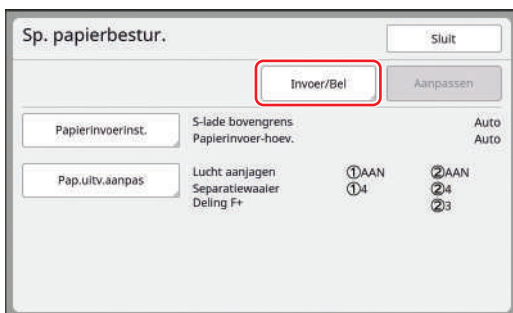 Sp. papierbestur. Sluit
Invoer/Bel Aanpassen
Papierinvoerinst. S-lade bovengrens Auto
Papierinvoer-hoev. Auto
Pap.uitv.aanpas Lucht aanjagen ①AAN ②AAN
Separatiewaaier ①4 ②4
Deling F+ ②3